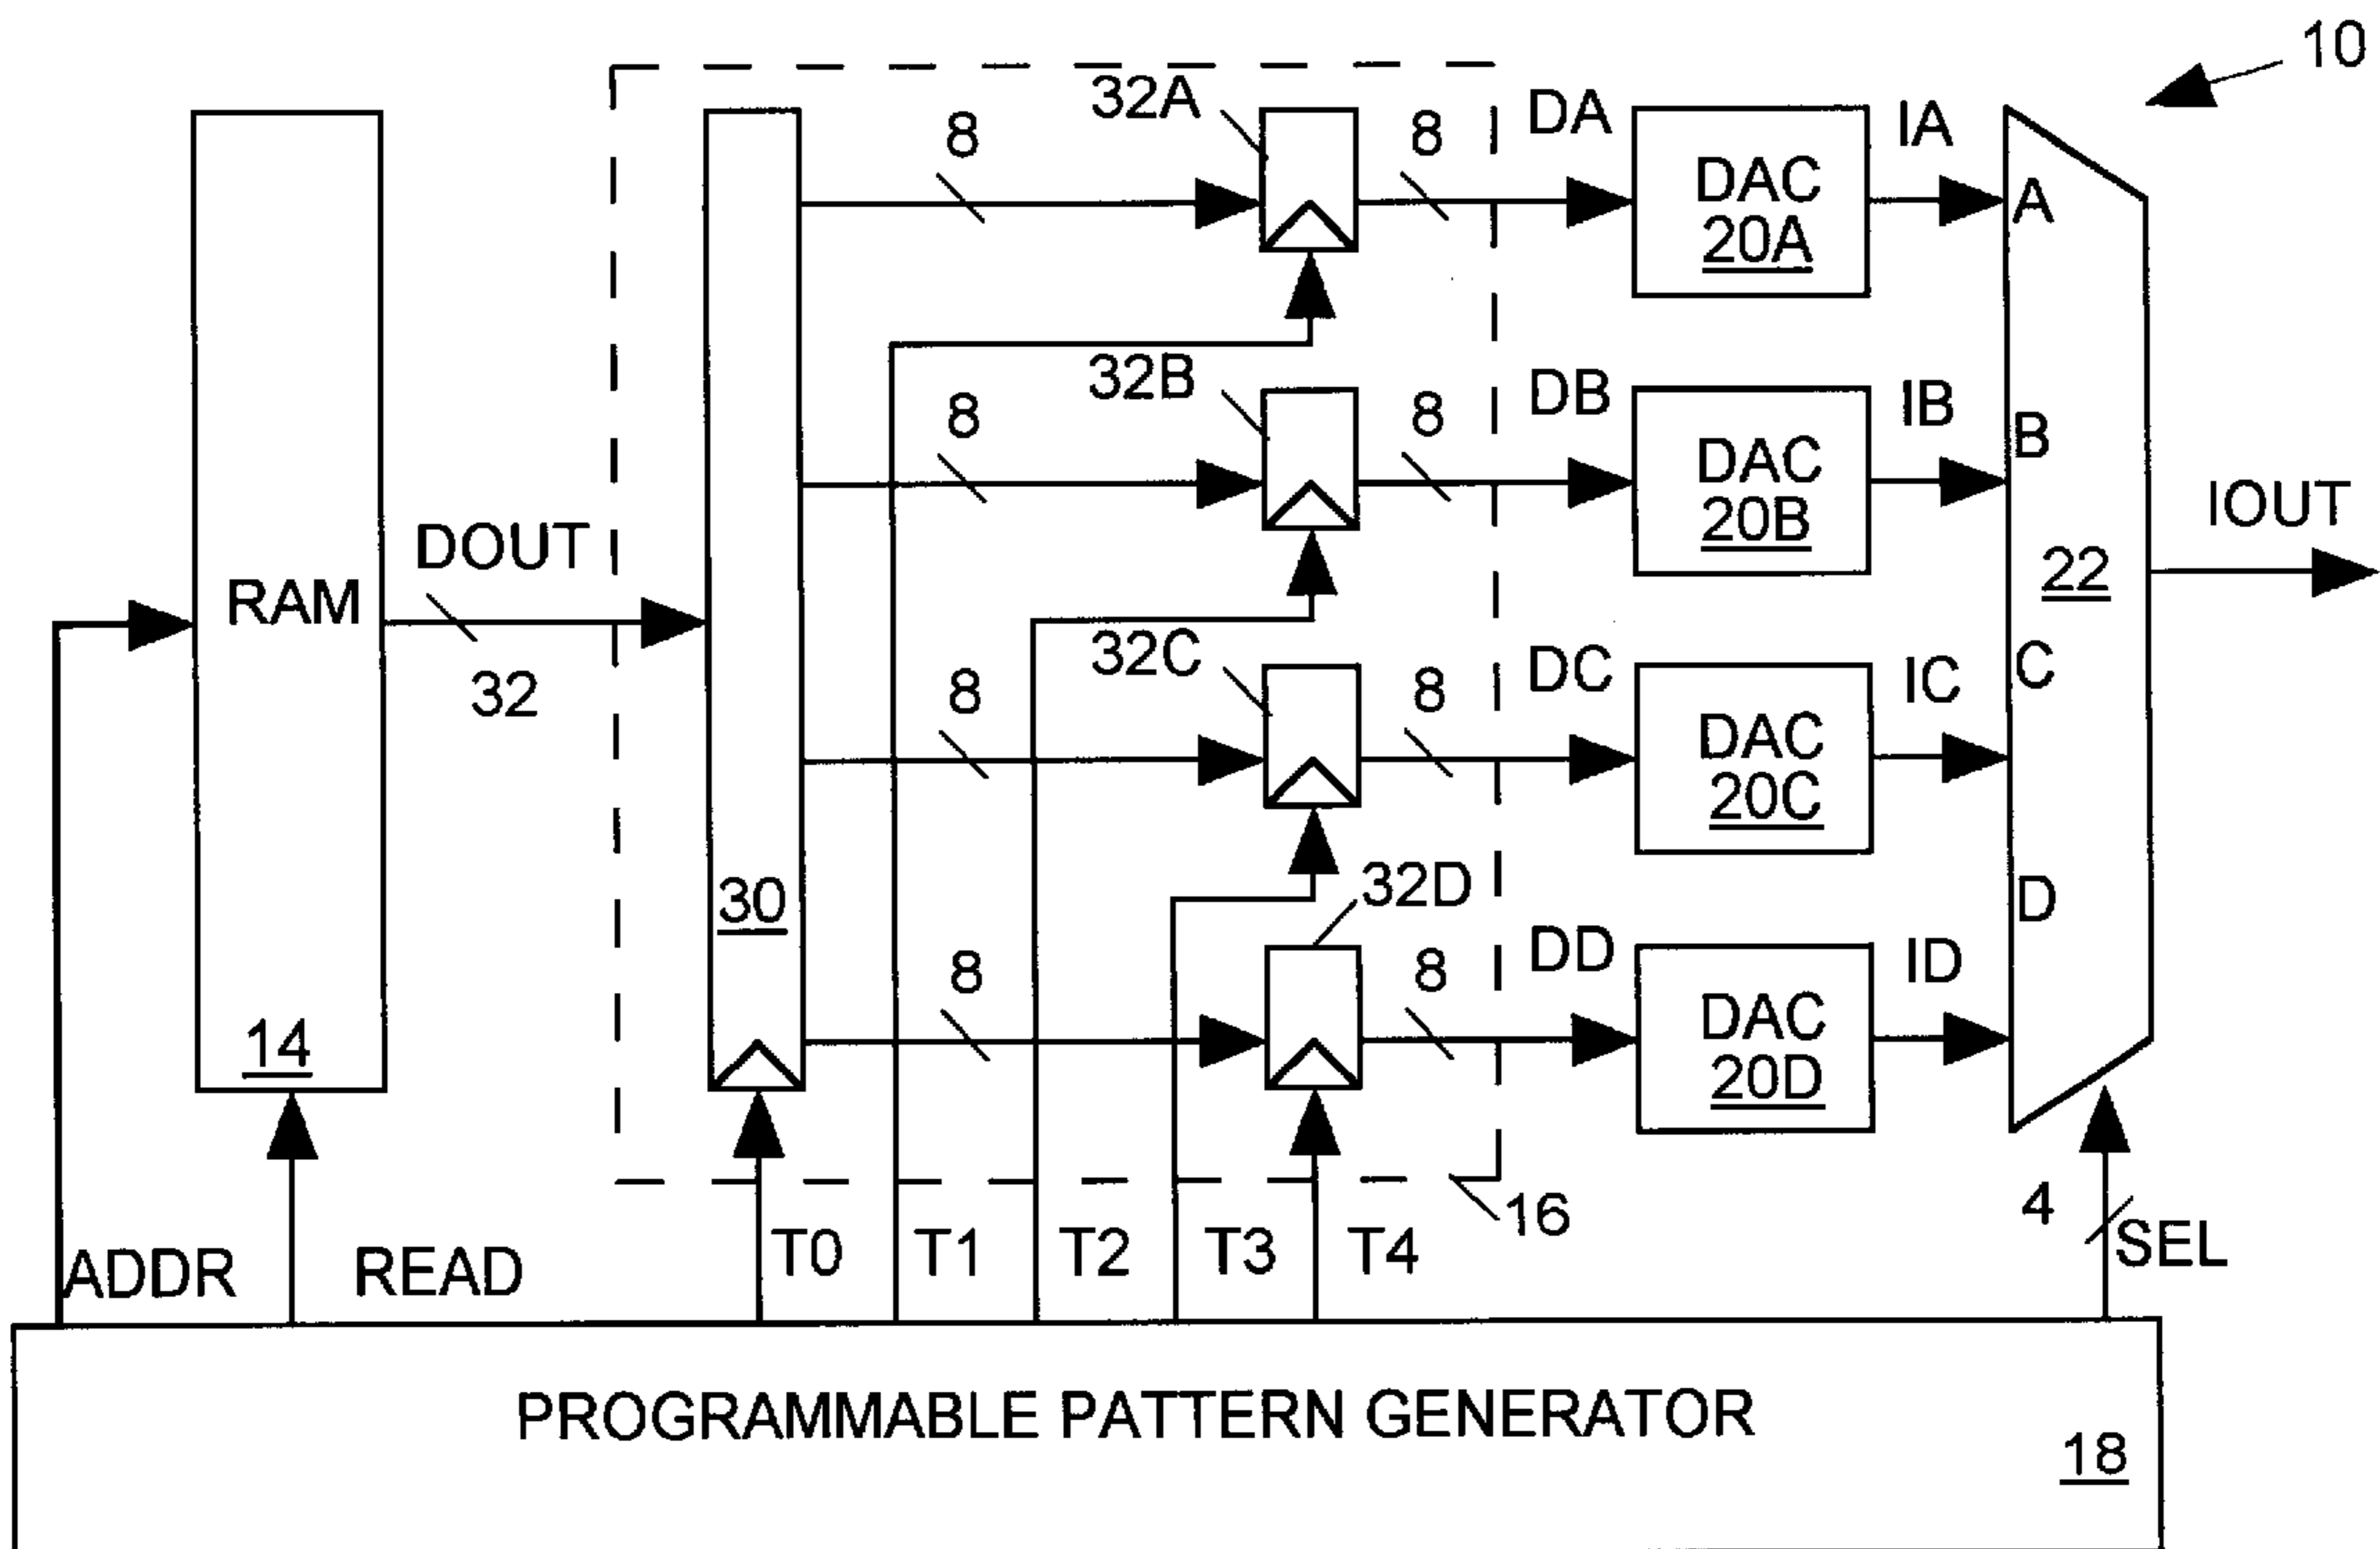 10
32A
8
8
DA
IA
DAC
20A
A
32B
8
8
DB
IB
DAC
20B
B
IOUT
DOUT
RAM
32
22
32C
8
8
DC
IC
C
DAC
20C
30
32D
D
8
8
DD
ID
DAC
20D
14
16
4
SEL
ADDR
READ
T0
T1
T2
T3
T4
PROGRAMMABLE PATTERN GENERATOR
18